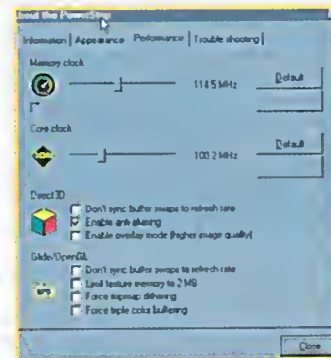 About the PowerStrip
Information | Appearance | Performance | Trouble shooting
Memory clock
114.5 MHz
Default
Core clock
100.2 MHz
Default
Direct3D
Don't sync buffer swaps to refresh rate
Enable anti-aliasing
Enable overlay mode (higher image quality)
Glide/OpenGL
Don't sync buffer swaps to refresh rate
Limit texture memory to 2 MB
Force mipmap dithering
Force triple color buffering
Close